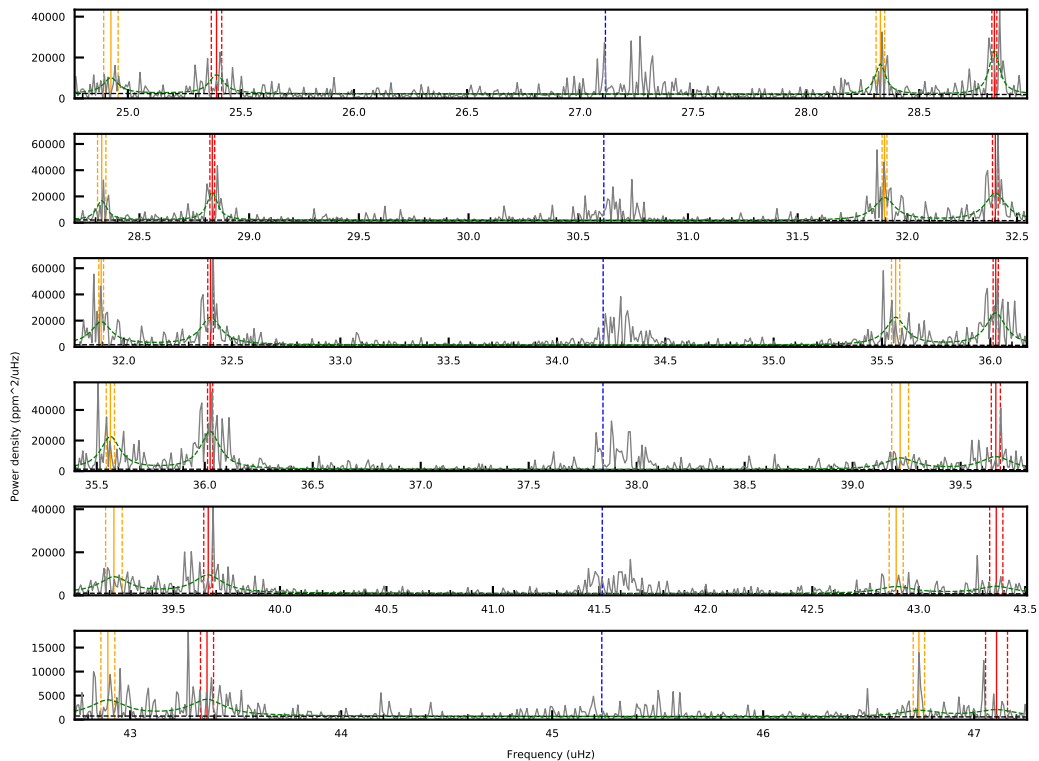 40000
20000
0
25.0 25.5 26.0 26.5 27.0 27.5 28.0 28.5
60000
40000
20000
0
28.5 29.0 29.5 30.0 30.5 31.0 31.5 32.0 32.5
60000
40000
20000
0
32.0 32.5 33.0 33.5 34.0 34.5 35.0 35.5 36.0
Power density (ppm^2/uHz)
40000
20000
0
35.5 36.0 36.5 37.0 37.5 38.0 38.5 39.0 39.5
40000
20000
0
39.5 40.0 40.5 41.0 41.5 42.0 42.5 43.0 43.5
15000
10000
5000
0
43 44 45 46 47
Frequency (uHz)